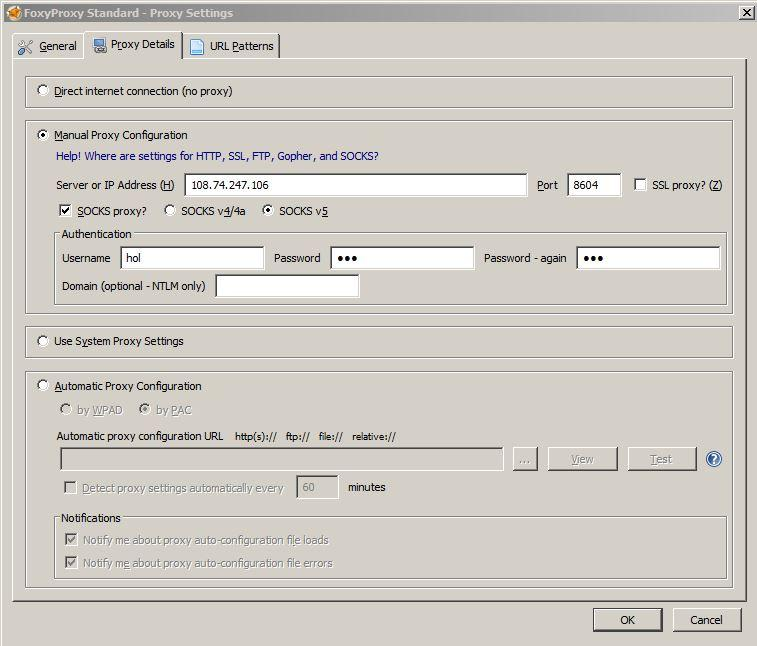 FoxyProxy Standard - Proxy Settings
General Proxy Details URL Patterns
Direct internet connection (no proxy)
Manual Proxy Configuration
Help! Where are settings for HTTP, SSL, FTP, Gopher, and SOCKS?
Server or IP Address (H) 108.74.247.106 Port 8604 SSL proxy? (Z)
SOCKS proxy? SOCKS v4/4a SOCKS v5
Authentication
Username hol Password ●●● Password - again ●●●
Domain (optional - NTLM only)
Use System Proxy Settings
Automatic Proxy Configuration
by WPAD by PAC
Automatic proxy configuration URL http(s):// ftp:// file:// relative://
... View Test ?
Detect proxy settings automatically every 60 minutes
Notifications
Notify me about proxy auto-configuration file loads
Notify me about proxy auto-configuration file errors
OK Cancel